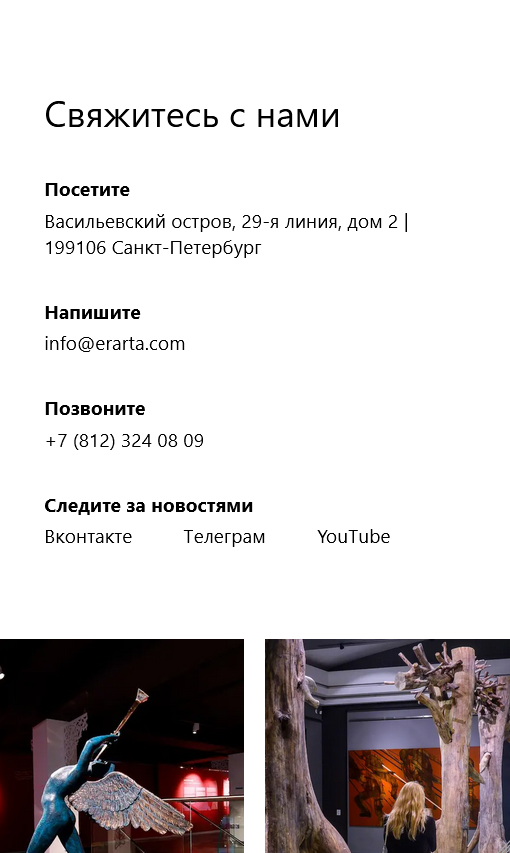 Свяжитесь с нами
Посетите
Васильевский остров, 29-я линия, дом 2 |
199106 Санкт-Петербург
Напишите
info@erarta.com
Позвоните
+7 (812) 324 08 09
Следите за новостями
Вконтакте Телеграм YouTube